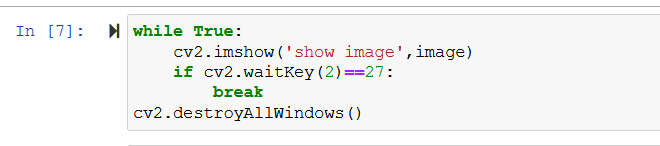 In [7]:
while True:
    cv2.imshow('show image',image)
    if cv2.waitKey(2)==27:
        break
cv2.destroyAllWindows()